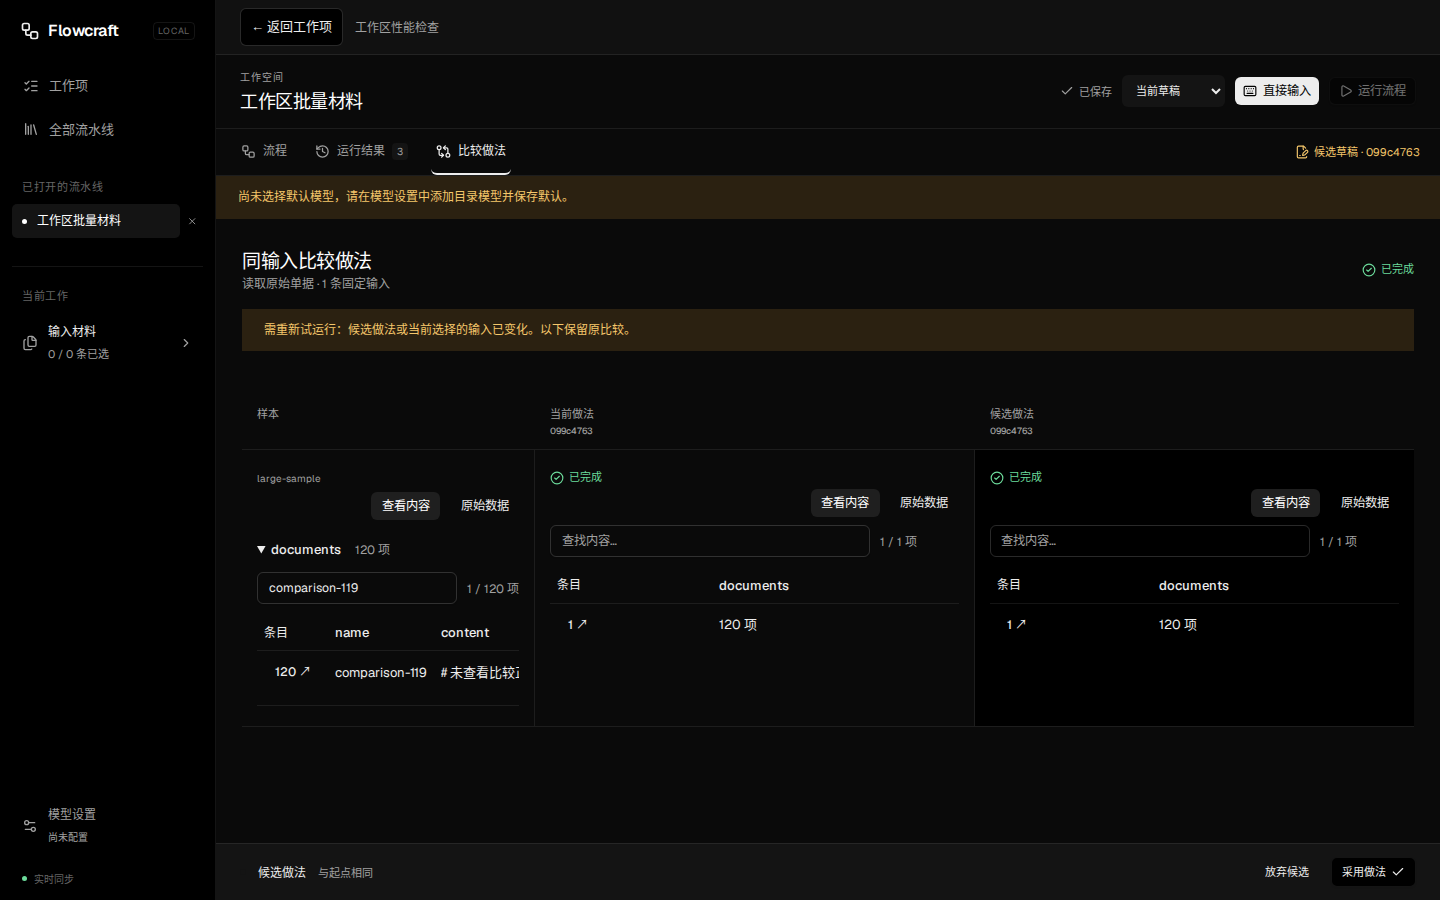 Flowcraft
LOCAL
工作项
全部流水线
已打开的流水线
工作区批量材料
×
当前工作
输入材料
0 / 0 条已选
模型设置
尚未配置
实时同步
← 返回工作项
工作区性能检查
工作空间
工作区批量材料
已保存
当前草稿
直接输入
运行流程
流程
运行结果 3
比较做法
候选草稿 · 099c4763
尚未选择默认模型，请在模型设置中添加目录模型并保存默认。
同输入比较做法
读取原始单据 · 1 条固定输入
已完成
需重新试运行：候选做法或当前选择的输入已变化。以下保留原比较。
样本
当前做法
099c4763
候选做法
099c4763
large-sample
查看内容
原始数据
▼ documents 120 项
comparison-119
1 / 120 项
条目 name content
120 ↗ comparison-119 # 未查看比较
已完成
查看内容
原始数据
查找内容…
1 / 1 项
条目 documents
1 ↗ 120 项
已完成
查看内容
原始数据
查找内容…
1 / 1 项
条目 documents
1 ↗ 120 项
候选做法
与起点相同
放弃候选
采用做法